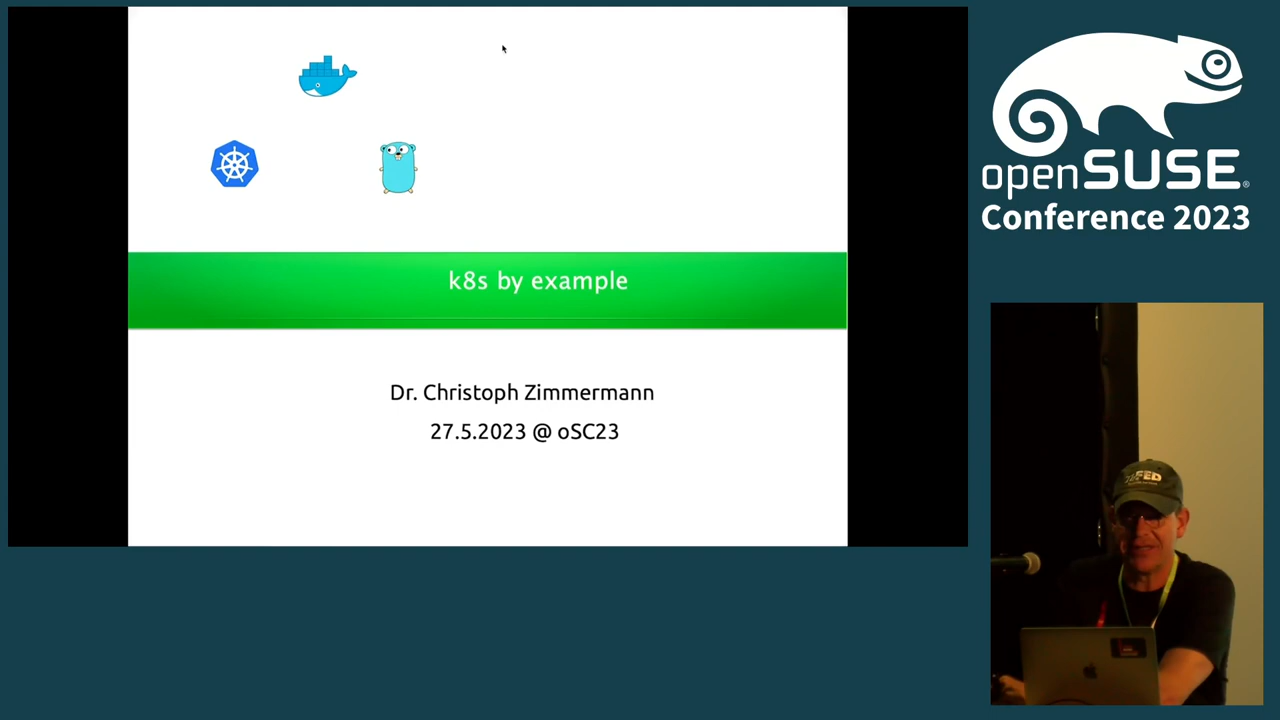 k8s by example
Dr. Christoph Zimmermann
27.5.2023 @ oSC23
openSUSE®
Conference 2023